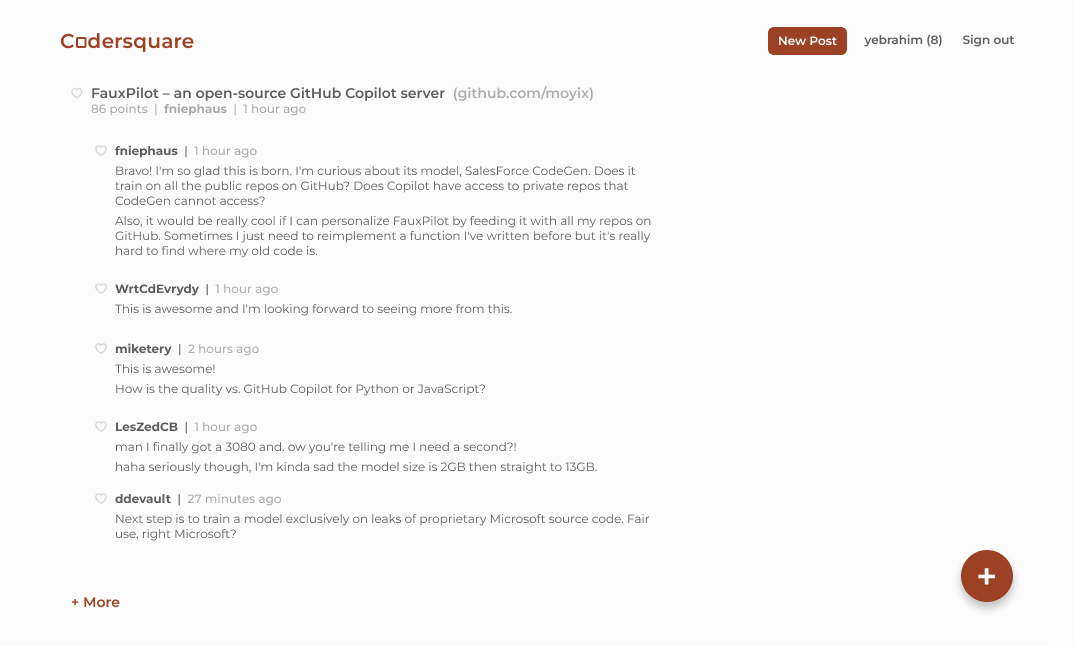 Codersquare
New Post
yebrahim (8)
Sign out
FauxPilot – an open-source GitHub Copilot server (github.com/moyix)
86 points | fniephaus | 1 hour ago
fniephaus | 1 hour ago
Bravo! I'm so glad this is born. I'm curious about its model, SalesForce CodeGen. Does it
train on all the public repos on GitHub? Does Copilot have access to private repos that
CodeGen cannot access?
Also, it would be really cool if I can personalize FauxPilot by feeding it with all my repos on
GitHub. Sometimes I just need to reimplement a function I've written before but it's really
hard to find where my old code is.
WrtCdEvrydy | 1 hour ago
This is awesome and I'm looking forward to seeing more from this.
miketery | 2 hours ago
This is awesome!
How is the quality vs. GitHub Copilot for Python or JavaScript?
LesZedCB | 1 hour ago
man I finally got a 3080 and. ow you're telling me I need a second?!
haha seriously though, I'm kinda sad the model size is 2GB then straight to 13GB.
ddevault | 27 minutes ago
Next step is to train a model exclusively on leaks of proprietary Microsoft source code. Fair
use, right Microsoft?
+
+ More